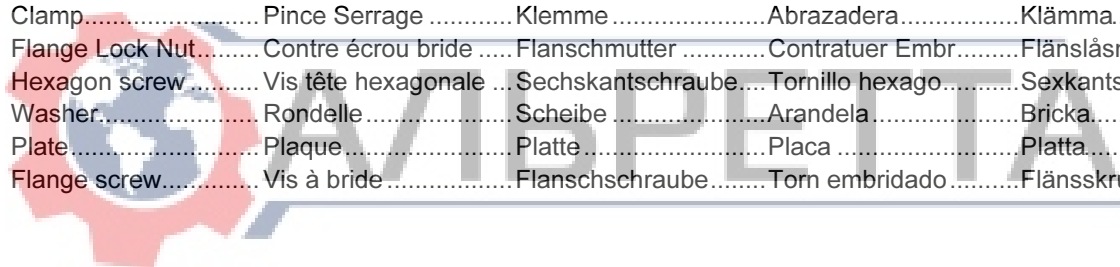 Clamp....................... Pince Serrage ............Klemme ......................Abrazadera.................Klämma.
Flange Lock Nut.......... Contre écrou bride .....Flanschmutter .............Contratuer Embr.........
Hexagon screw ........... Vis tête hexagonale ...Sechskantschraube....Tornillo hexago...........
Washer....................... Rondelle......................Scheibe .......................Arandela......................Bricka....
Plate............................ Plaque.........................Platte............................Placa ...........................Platta.....
Flange screw............... Vis à bride...................Flanschschraube........Torn embridado ..........
АЛЬРЕТТА